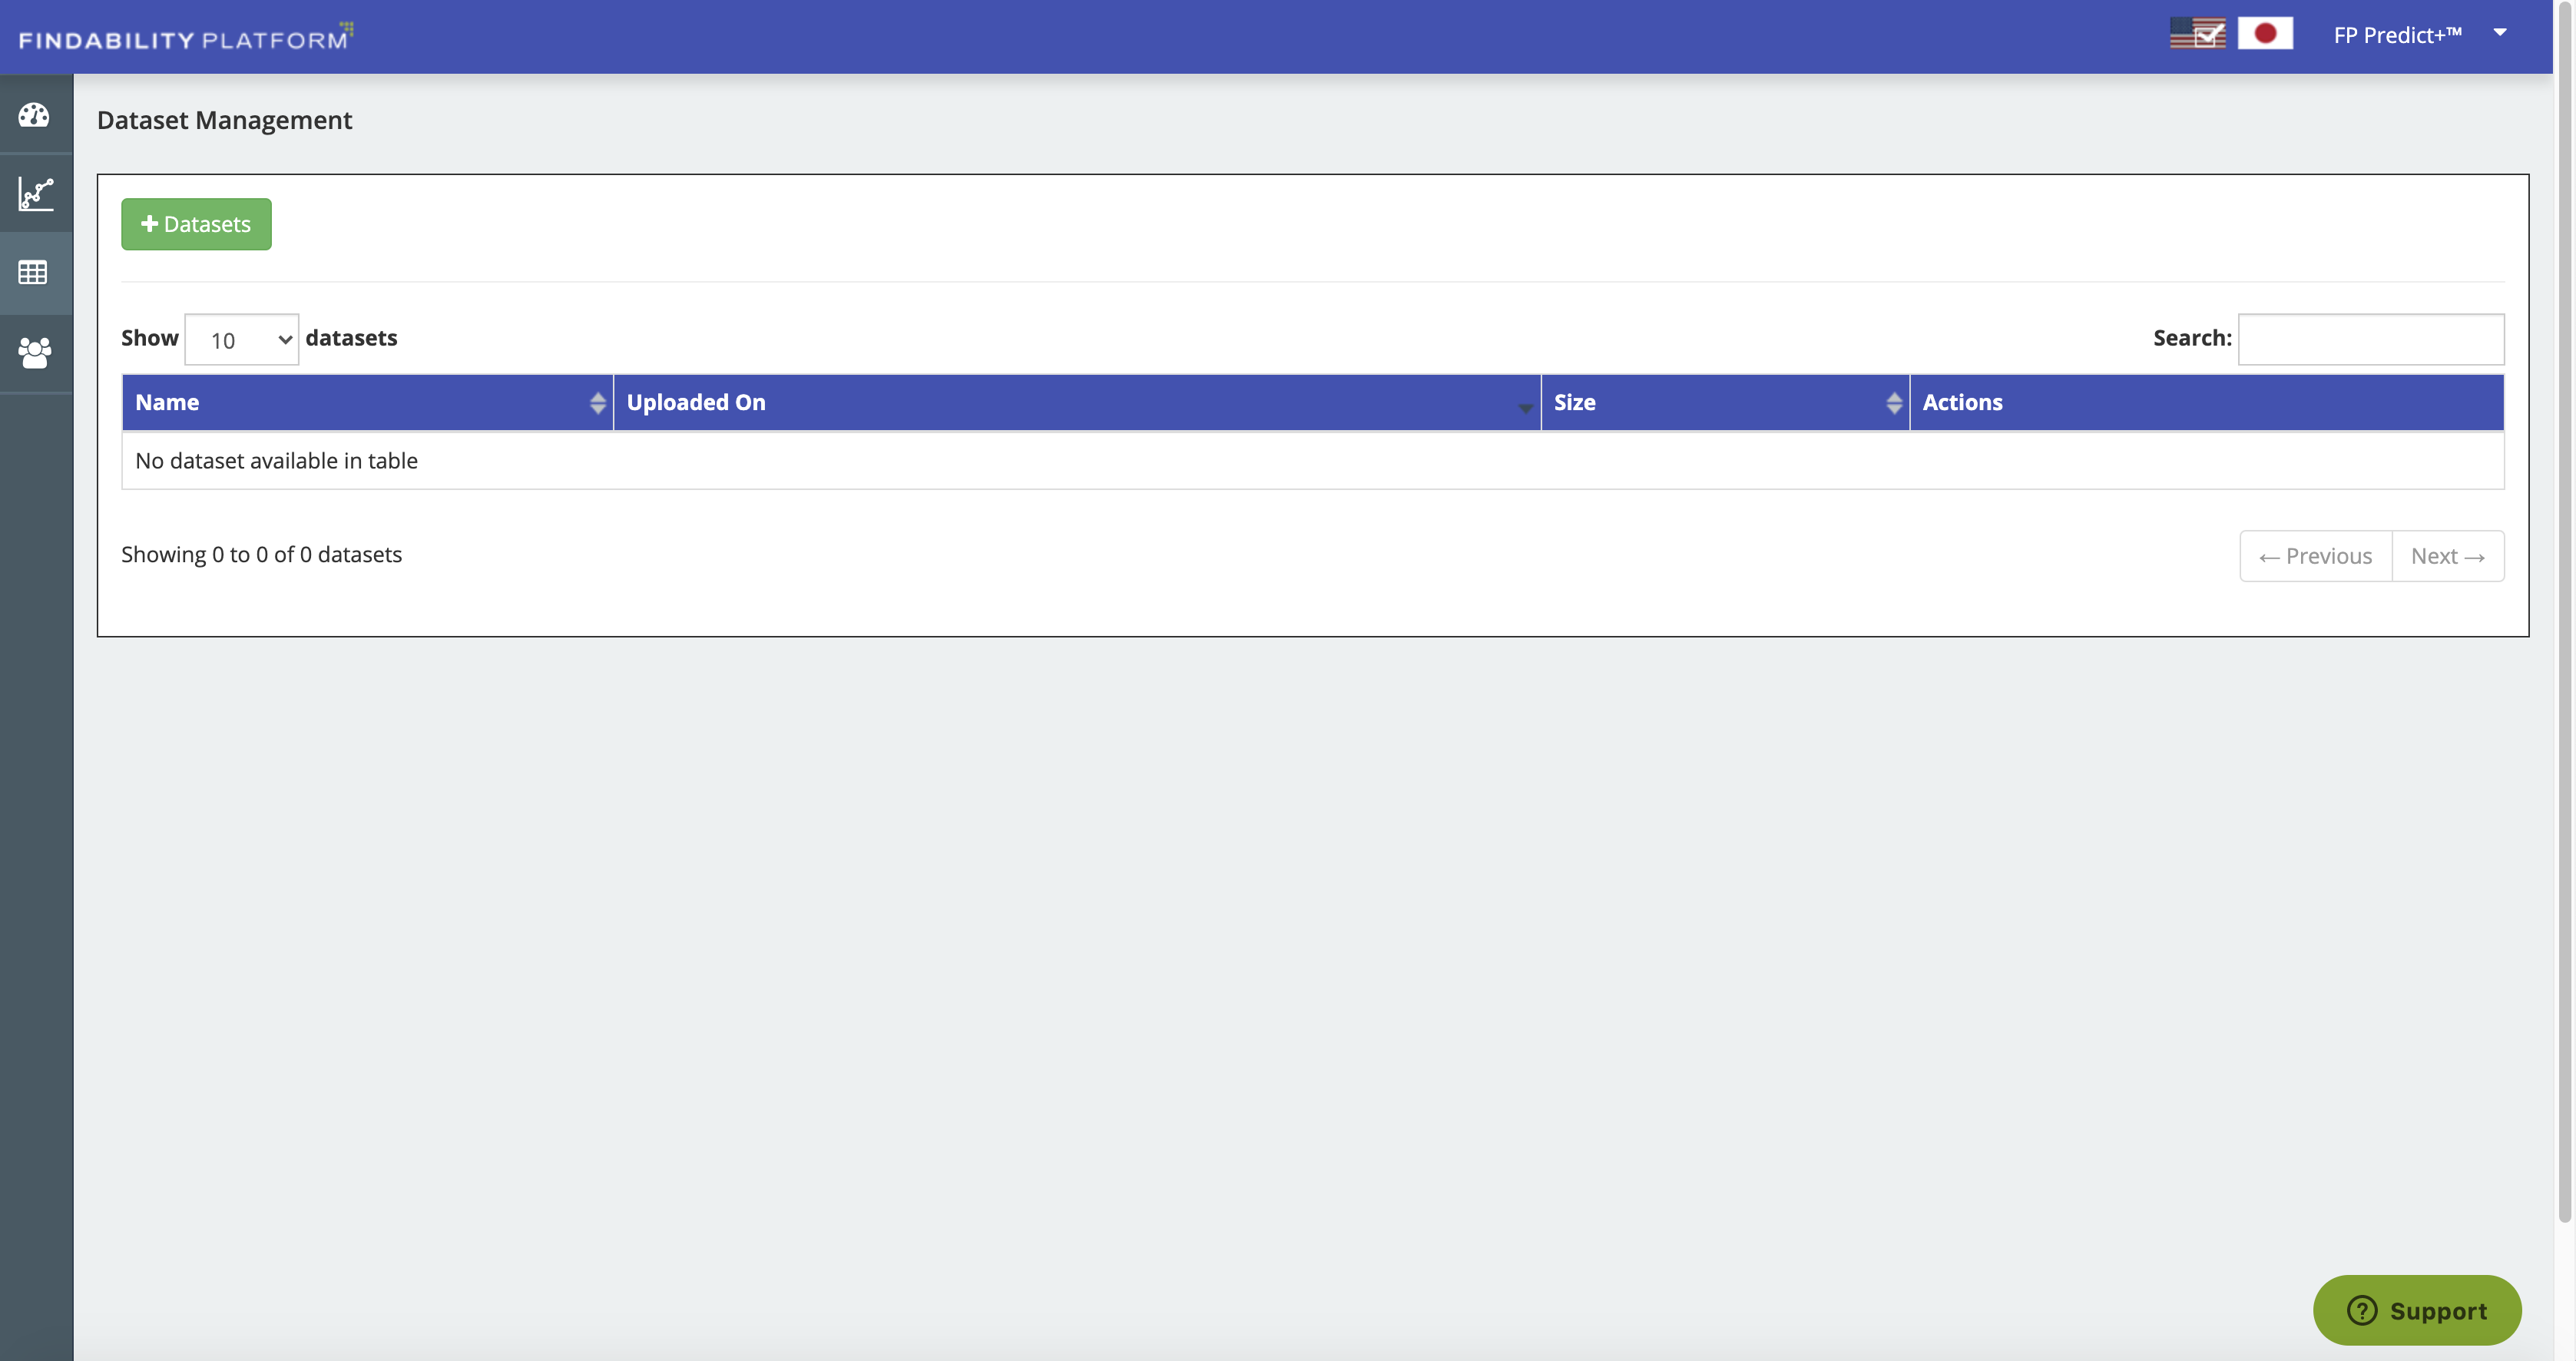 FINDABILITY PLATFORM
FP Predict+™
Dataset Management
+ Datasets
Show 10 datasets
Search:
Name Uploaded On Size Actions
No dataset available in table
Showing 0 to 0 of 0 datasets
← Previous Next →
? Support